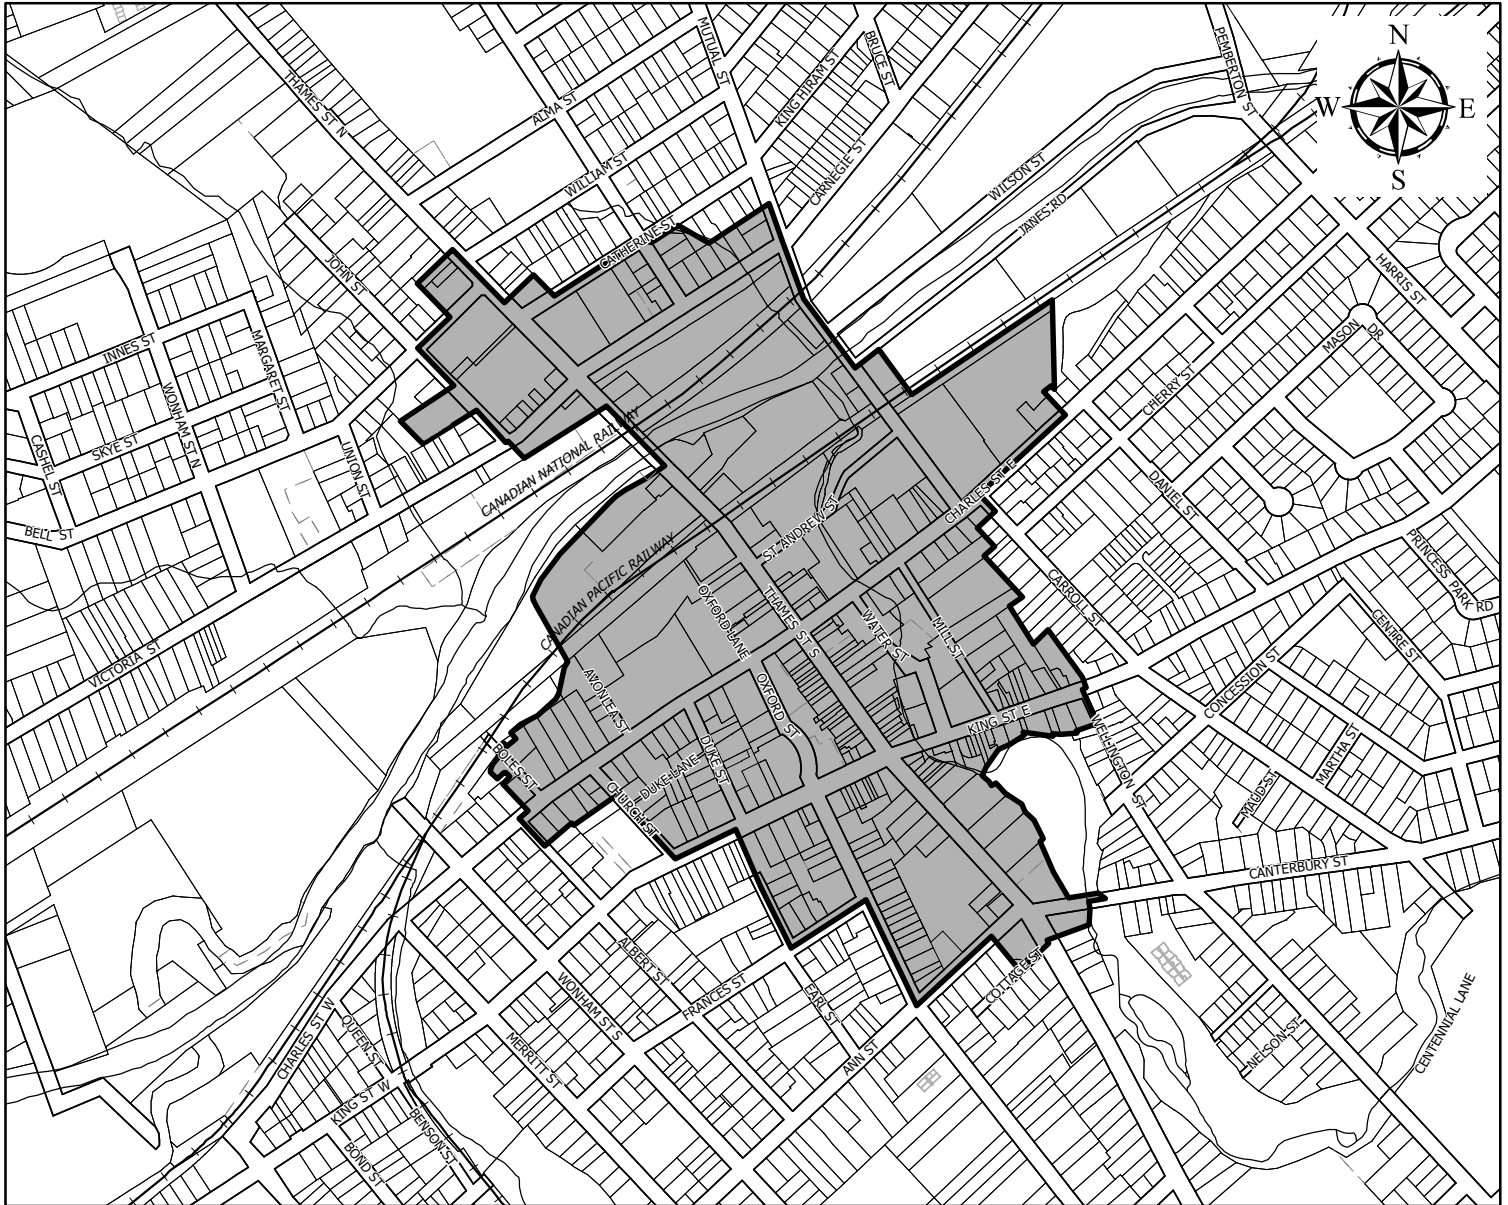 N
W
E
S
THAMES ST N
MUTUAL ST
BRUCE ST
KING HIRAM ST
PEMBERTON ST
ALMA ST
WILLIAM ST
CARNEGIE ST
WILSON ST
JANES RD
CATHERINE ST
JOHN ST
HARRIS ST
MASON DR
INNES ST
MARGARET ST
WONHAM ST N
CHERRY ST
SKYE ST
CASHEL ST
UNION ST
CANADIAN NATIONAL RAILWAY
CHARLES ST E
DANIEL ST
BELL ST
ST. ANDREW ST
CANADIAN PACIFIC RAILWAY
PRINCESS PARK RD
OXFORD LANE
THAMES ST S
CARROLL ST
WATER ST
MILL ST
CENTRE ST
VICTORIA ST
AVONLEA ST
OXFORD ST
CONCESSION ST
KING ST E
WELLINGTON ST
MARTHA ST
BOLES ST
DUKE LANE
DUKE ST
CHURCH ST
MAUD ST
CANTERBURY ST
ALBERT ST
WONHAM ST S
FRANCES ST
EARL ST
COTTAGE ST
CENTENNIAL LANE
CHARLES ST W
QUEEN ST
MERRITT ST
ANN ST
NELSON ST
KING ST W
BENSON ST
BOND ST